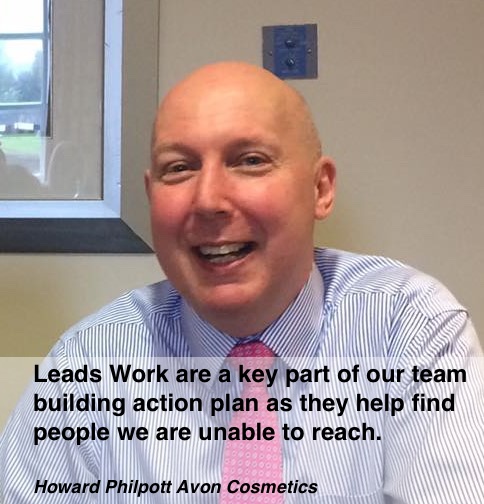 Leads Work are a key part of our team
building action plan as they help find
people we are unable to reach.
Howard Philpott Avon Cosmetics